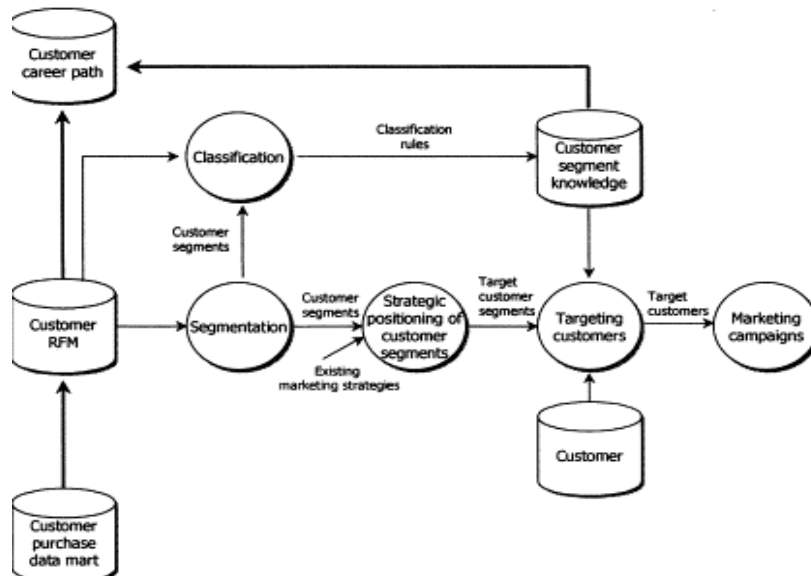 Customer
career path
Classification
Classification
rules
Customer
segment
knowledge
Customer
segments
Customer
RFM
Segmentation
Customer
segments
Strategic
positioning of
customer
segments
Target
customer
segments
Targeting
customers
Target
customers
Marketing
campaigns
Existing
marketing strategies
Customer
Customer
purchase
data mart